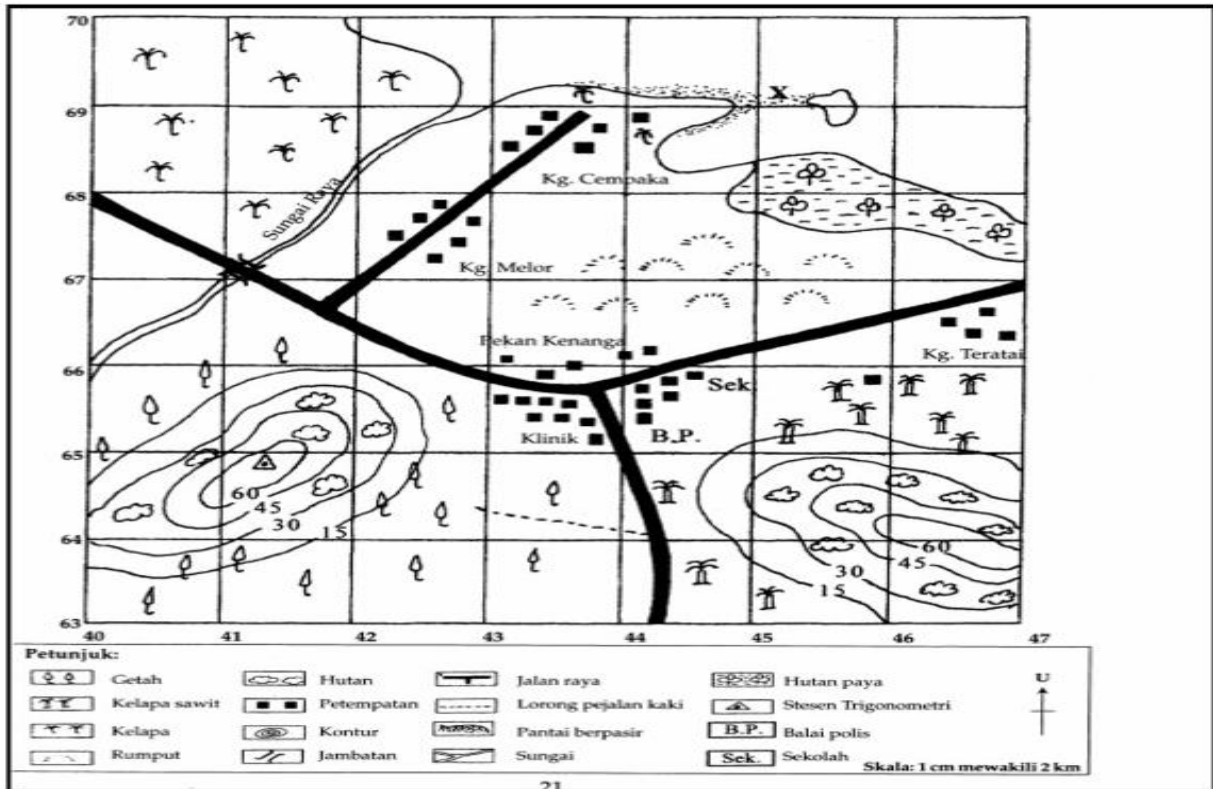 70
69
X
68
Kg. Cempaka
Sungai Raya
67
Kg. Melor
Pekan Kenanga
Kg. Teratai
66
Sek
Klinik
B.P.
65
60
45
30
15
64
60
45
30
15
63
40 41 42 43 44 45 46 47
Petunjuk:
Getah Hutan Jalan raya Hutan paya U
Kelapa sawit Petempatan Lorong pejalan kaki Stesen Trigonometri
Kelapa Kontur Pantai berpasir B.P. Balai polis
Rumput Jambatan Sungai Sek. Sekolah Skala: 1 cm mewakili 2 km
21